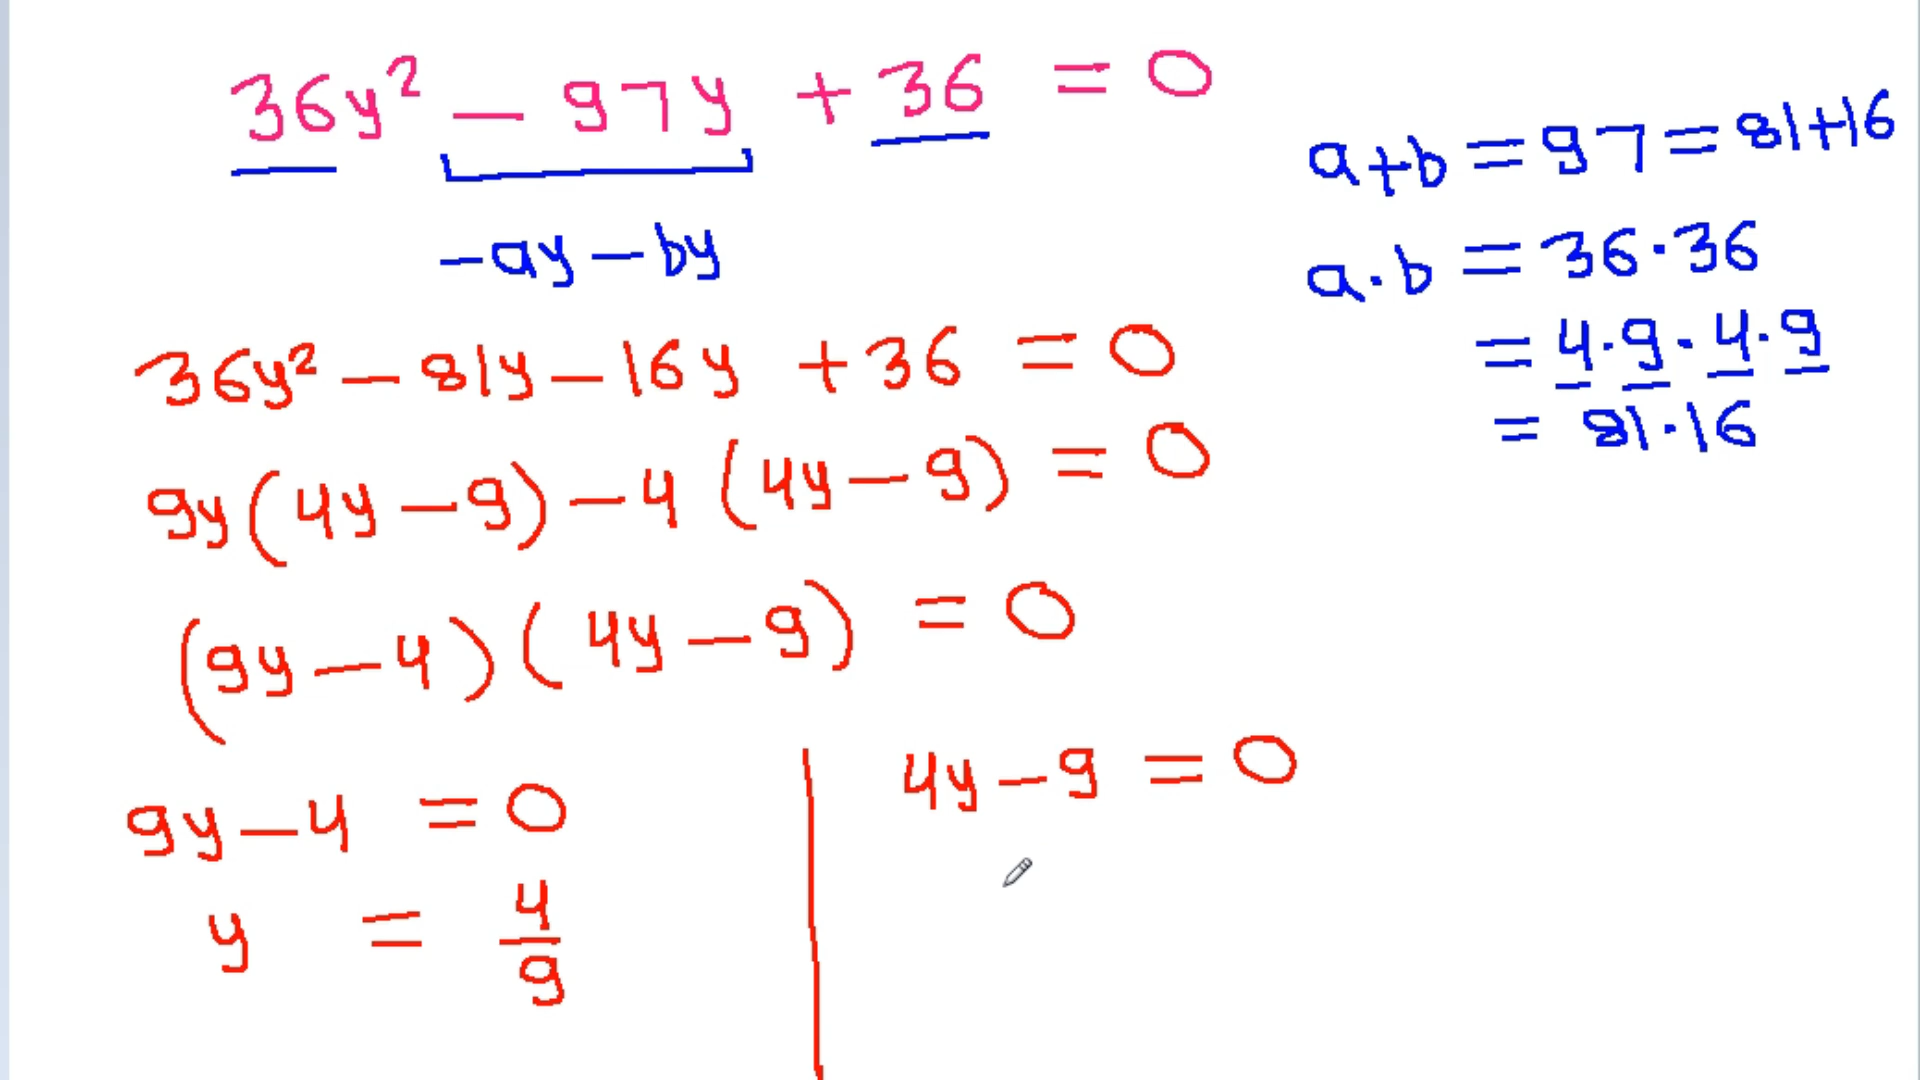 36y² - 97y + 36 = 0
-ay - by
36y² - 81y - 16y + 36 = 0
9y(4y - 9) - 4(4y - 9) = 0
(9y - 4)(4y - 9) = 0
9y - 4 = 0
y = 4/9
4y - 9 = 0
a+b = 97 = 81+16
a·b = 36·36
= 4·9·4·9
= 81·16